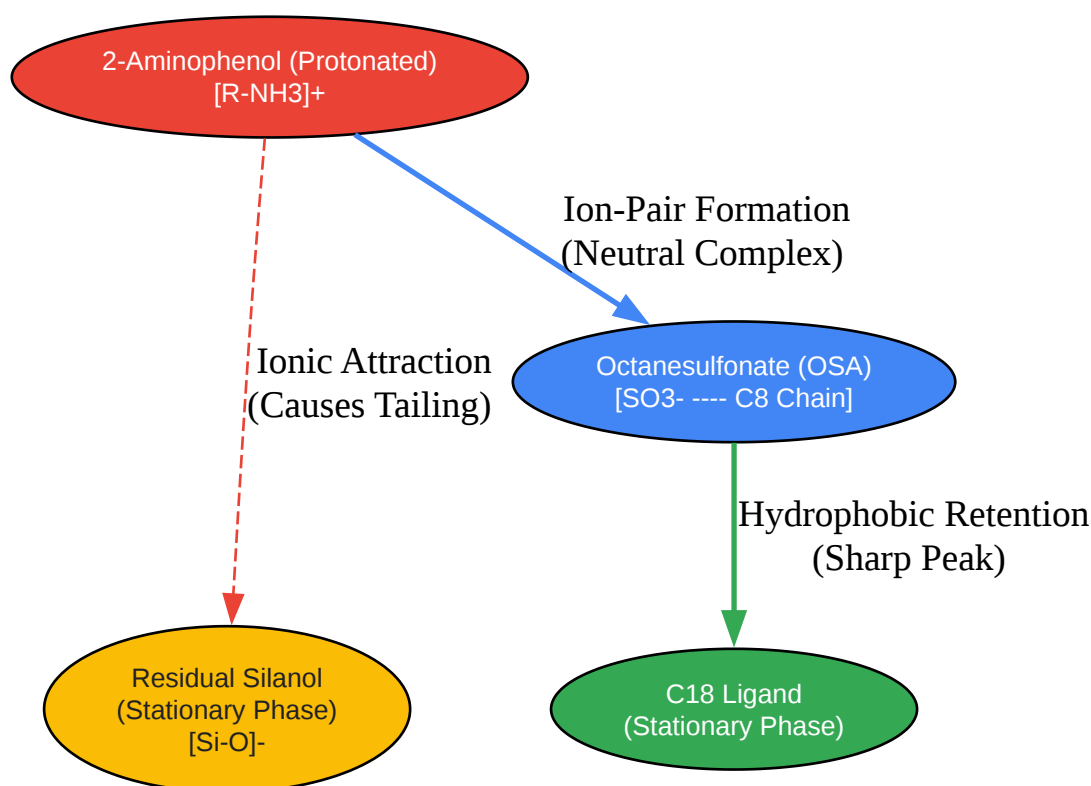 2-Aminophenol (Protonated)
[R-NH3]+
Ion-Pair Formation
(Neutral Complex)
Ionic Attraction
(Causes Tailing)
Octanesulfonate (OSA)
[SO3- ---- C8 Chain]
Hydrophobic Retention
(Sharp Peak)
Residual Silanol
(Stationary Phase)
[Si-O]-
C18 Ligand
(Stationary Phase)